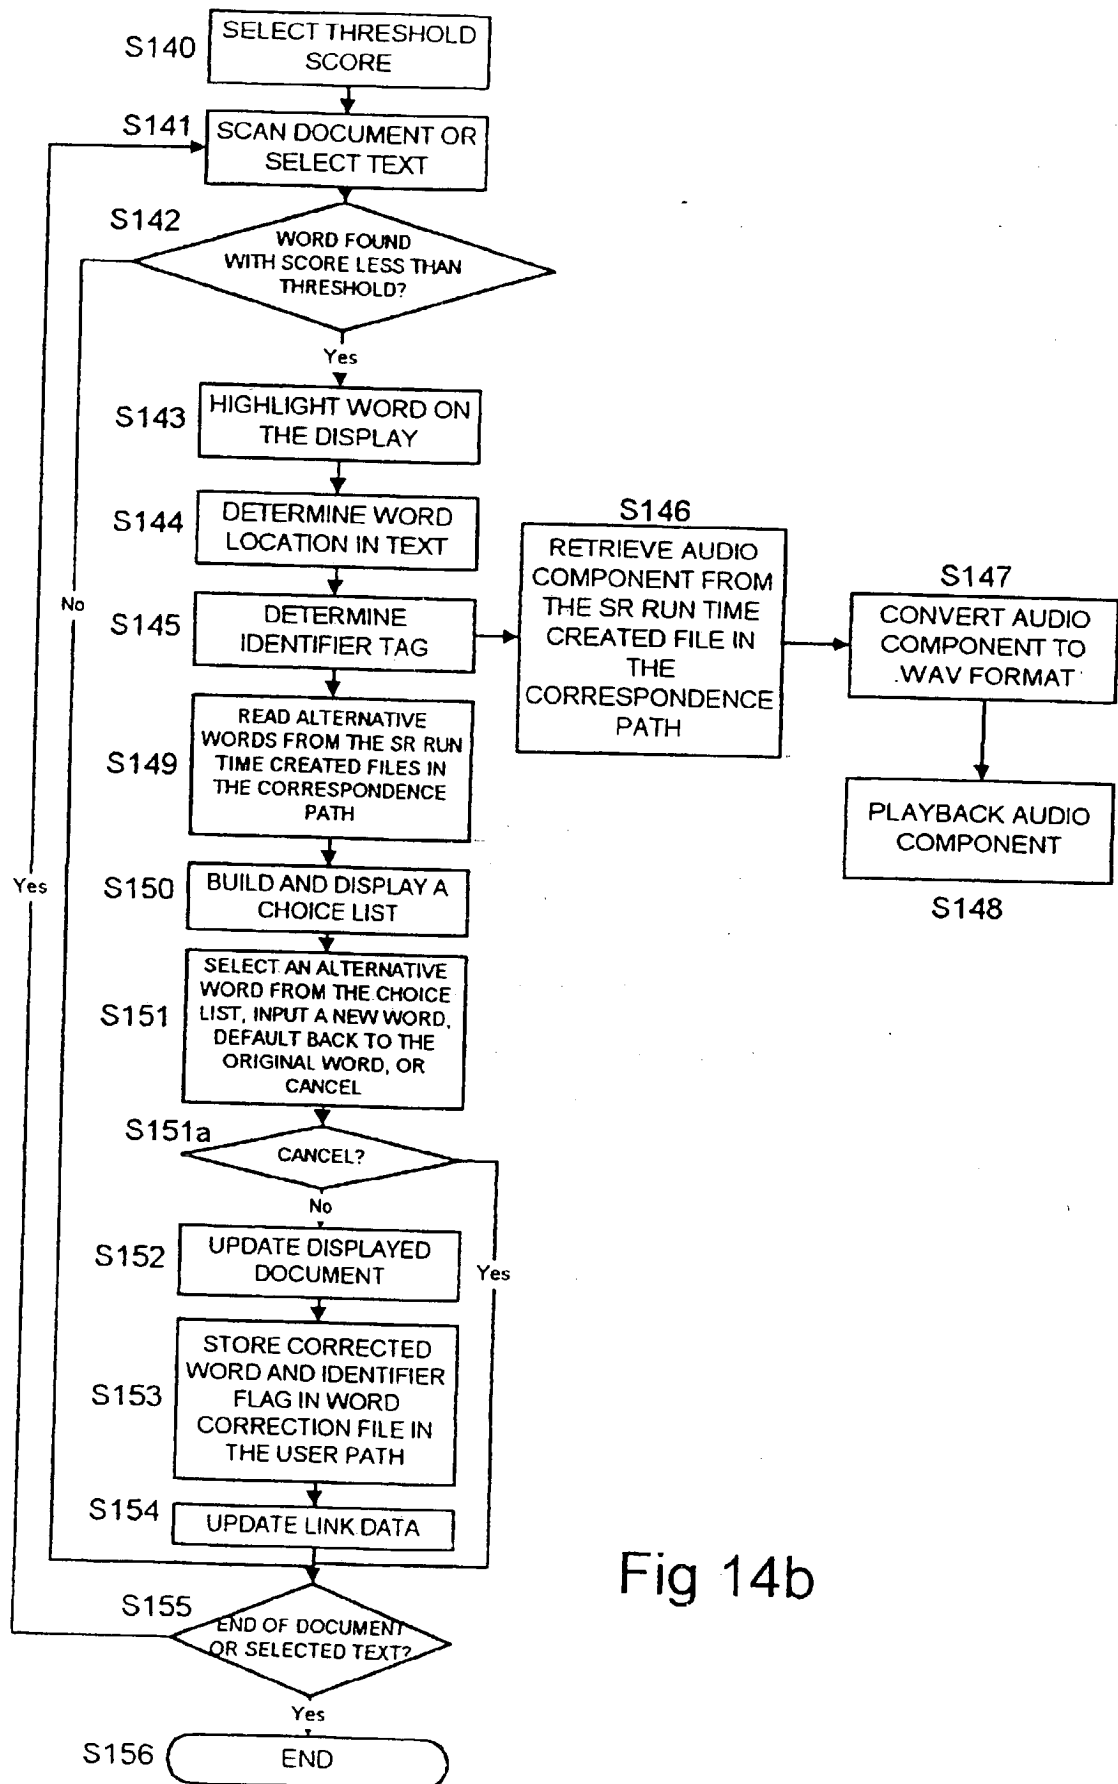 S140
SELECT THRESHOLD
SCORE
S141
SCAN DOCUMENT OR
SELECT TEXT
S142
WORD FOUND
WITH SCORE LESS THAN
THRESHOLD?
Yes
No
S143
HIGHLIGHT WORD ON
THE DISPLAY
S144
DETERMINE WORD
LOCATION IN TEXT
S145
DETERMINE
IDENTIFIER TAG
S146
RETRIEVE AUDIO
COMPONENT FROM
THE SR RUN TIME
CREATED FILE IN
THE
CORRESPONDENCE
PATH
S147
CONVERT AUDIO
COMPONENT TO
.WAV FORMAT
PLAYBACK AUDIO
COMPONENT
S148
S149
READ ALTERNATIVE
WORDS FROM THE SR RUN
TIME CREATED FILES IN
THE CORRESPONDENCE
PATH
S150
BUILD AND DISPLAY A
CHOICE LIST
Yes
S151
SELECT AN ALTERNATIVE
WORD FROM THE CHOICE
LIST, INPUT A NEW WORD,
DEFAULT BACK TO THE
ORIGINAL WORD, OR
CANCEL
S151a
CANCEL?
No
Yes
S152
UPDATE DISPLAYED
DOCUMENT
S153
STORE CORRECTED
WORD AND IDENTIFIER
FLAG IN WORD
CORRECTION FILE IN
THE USER PATH
S154
UPDATE LINK DATA
S155
END OF DOCUMENT
OR SELECTED TEXT?
Yes
S156
END
Fig 14b